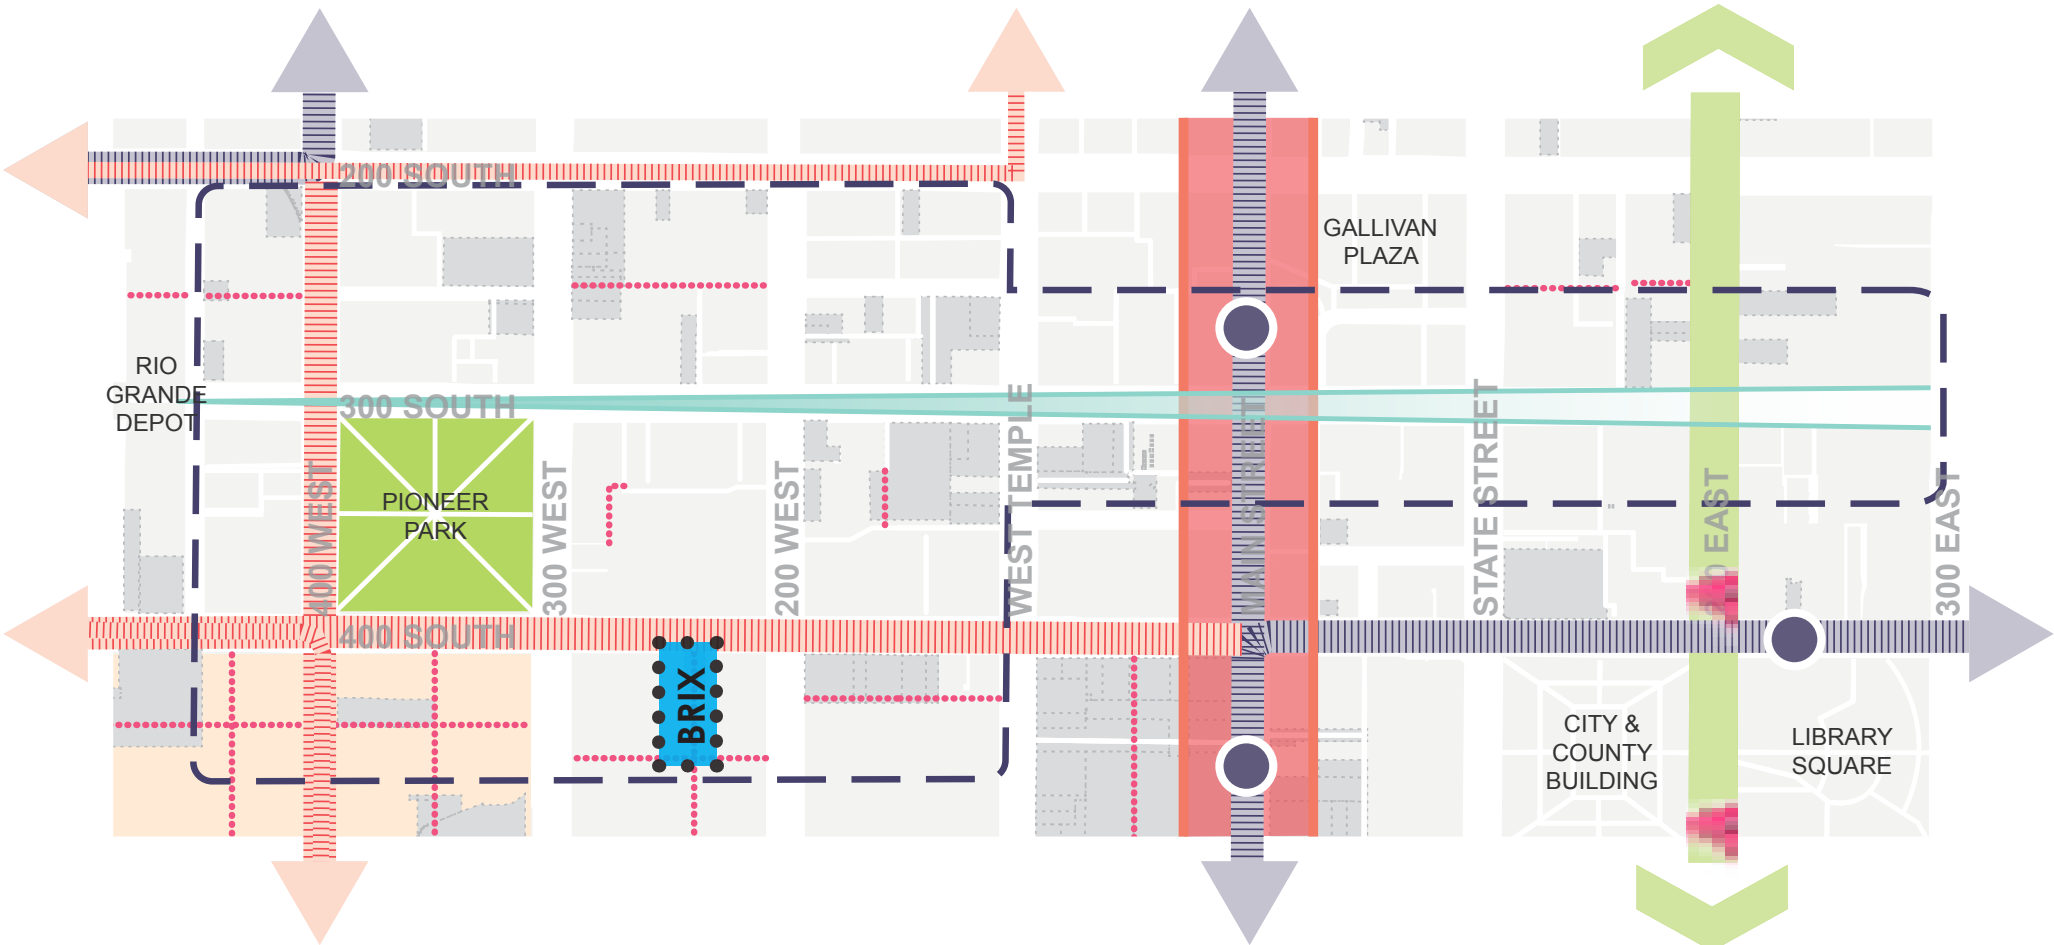 200 SOUTH
GALLIVAN
PLAZA
RIO
GRANDE
DEPOT
300 SOUTH
400 WEST
PIONEER
PARK
300 WEST
200 WEST
WEST TEMPLE
MAIN STREET
STATE STREET
EAST
300 EAST
400 SOUTH
BRIX
CITY &
COUNTY
BUILDING
LIBRARY
SQUARE